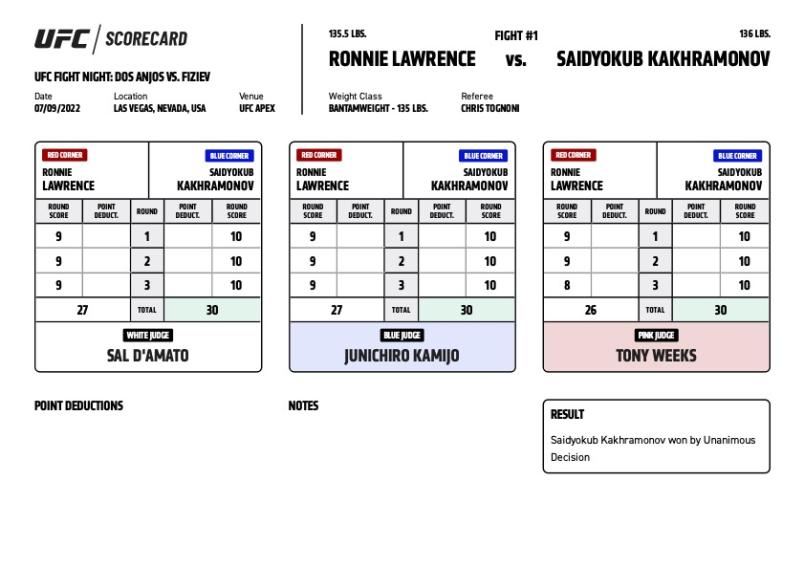 UFC SCORECARD
UFC FIGHT NIGHT: DOS ANJOS VS. FIZIEV
Date Location Venue
07/09/2022 LAS VEGAS, NEVADA, USA UFC APEX
135.5 LBS. FIGHT #1 136 LBS.
RONNIE LAWRENCE vs. SAIDYOKUB KAKHRAMONOV
Weight Class Referee
BANTAMWEIGHT - 135 LBS. CHRIS TOGNONI
RED CORNER BLUE CORNER
RONNIE SAIDYOKUB
LAWRENCE KAKHRAMONOV
ROUND SCORE POINT DEDUCT. ROUND POINT DEDUCT. ROUND SCORE
9 1 10
9 2 10
9 3 10
27 TOTAL 30
WHITE JUDGE
SAL D'AMATO
RED CORNER BLUE CORNER
RONNIE SAIDYOKUB
LAWRENCE KAKHRAMONOV
ROUND SCORE POINT DEDUCT. ROUND POINT DEDUCT. ROUND SCORE
9 1 10
9 2 10
9 3 10
27 TOTAL 30
BLUE JUDGE
JUNICHIRO KAMIJO
RED CORNER BLUE CORNER
RONNIE SAIDYOKUB
LAWRENCE KAKHRAMONOV
ROUND SCORE POINT DEDUCT. ROUND POINT DEDUCT. ROUND SCORE
9 1 10
9 2 10
8 3 10
26 TOTAL 30
PINK JUDGE
TONY WEEKS
POINT DEDUCTIONS
NOTES
RESULT
Saidyokub Kakhramonov won by Unanimous
Decision